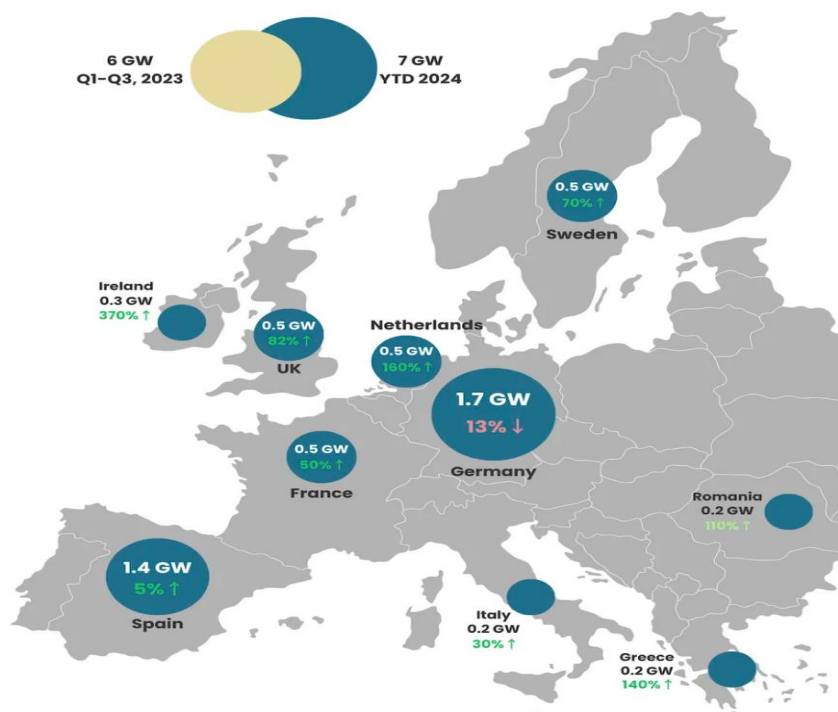 6 GW
Q1-Q3, 2023
7 GW
YTD 2024
0.5 GW
70% ↑
Sweden
Ireland
0.3 GW
370% ↑
0.5 GW
82% ↑
UK
Netherlands
0.5 GW
160% ↑
1.7 GW
13% ↓
Germany
0.5 GW
50% ↑
France
Romania
0.2 GW
110% ↑
1.4 GW
5% ↑
Spain
Italy
0.2 GW
30% ↑
Greece
0.2 GW
140% ↑